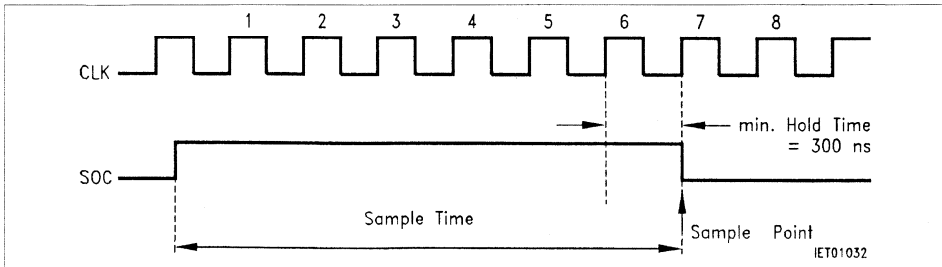 1 2 3 4 5 6 7 8
CLK
min. Hold Time
= 300 ns
SOC
Sample Time
Sample Point
IET01032